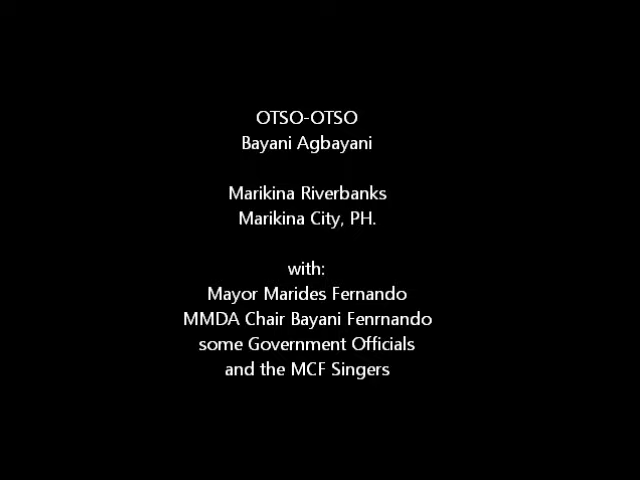 OTSO-OTSO
Bayani Agbayani
Marikina Riverbanks
Marikina City, PH.
with:
Mayor Marides Fernando
MMDA Chair Bayani Fenrnando
some Government Officials
and the MCF Singers